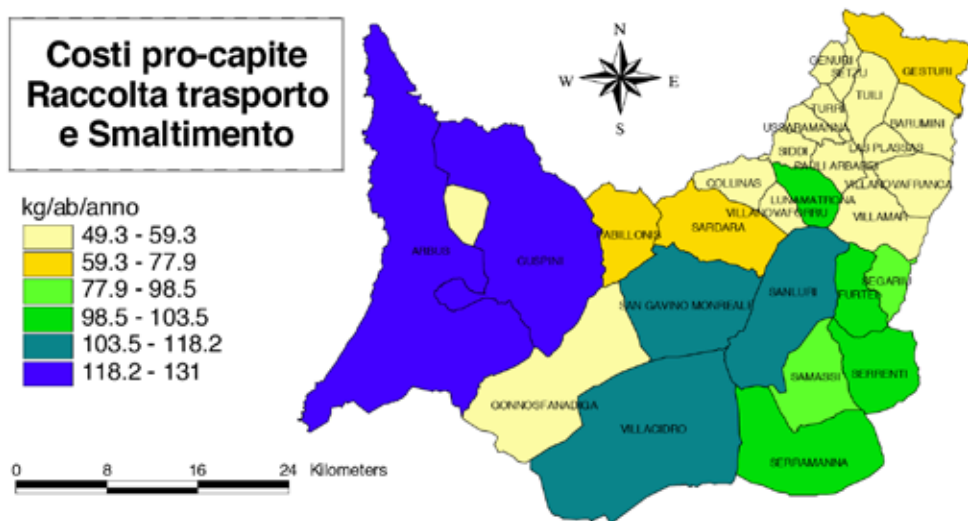 Costi pro-capite
Raccolta trasporto
e Smaltimento
N
W E
S
kg/ab/anno
49.3 - 59.3
59.3 - 77.9
77.9 - 98.5
98.5 - 103.5
103.5 - 118.2
118.2 - 131
0 8 16 24 Kilometers
GENURI
SETZU
GESTURI
TUILI
TURRI
BARUMINI
USSARAMANNA
LAS PLASSAS
SIDDI
PAULI ARBAREI
COLLINAS
VILLANOVAFRANCA
LUNAMATRONA
VILLANOVAFORRU
VILLAMAR
SARDARA
PABILLONIS
ARBUS
GUSPINI
SEGARIU
FURTEI
SANLURI
SAN GAVINO MONREALE
SAMASSI
SERRENTI
GONNOSFANADIGA
VILLACIDRO
SERRAMANNA